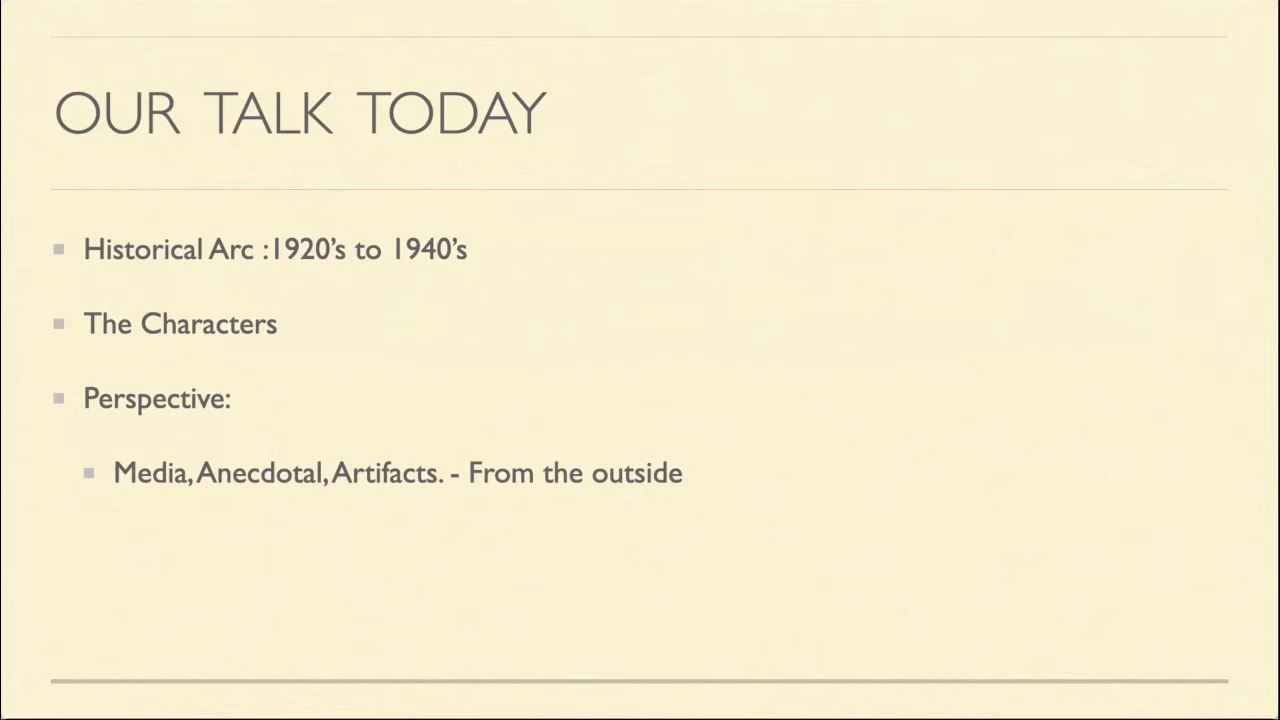 OUR TALK TODAY
Historical Arc :1920’s to 1940’s
The Characters
Perspective:
Media, Anecdotal, Artifacts. - From the outside